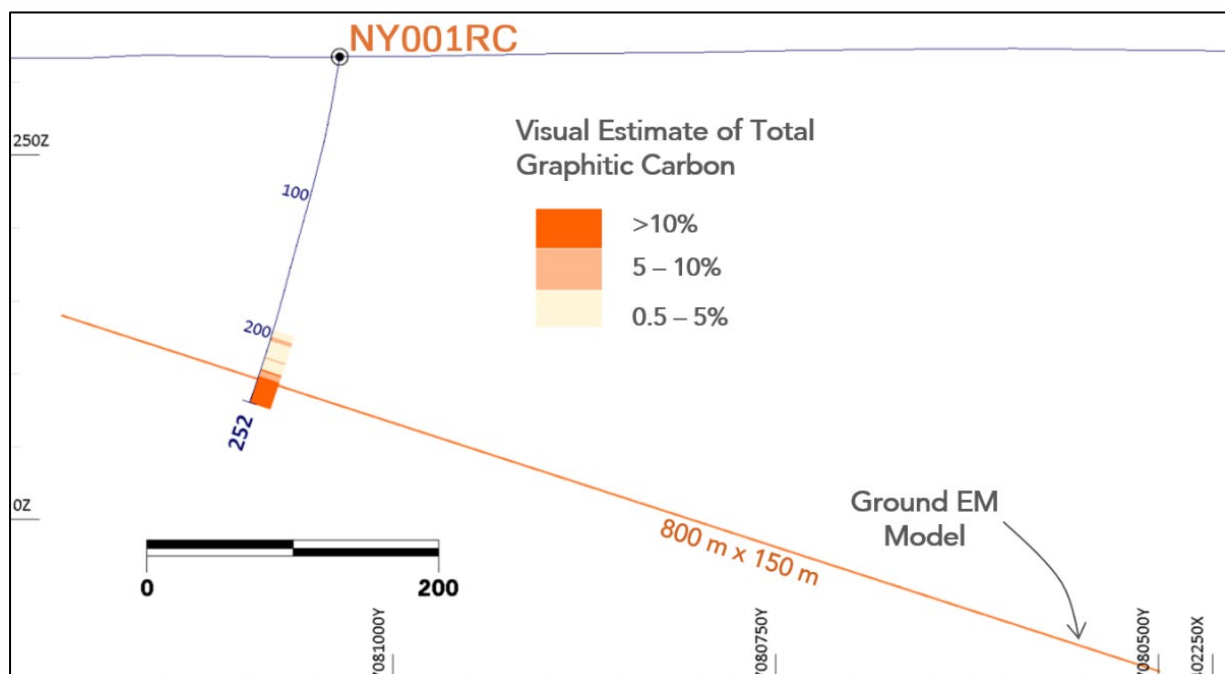 NY001RC
250Z
Visual Estimate of Total
Graphitic Carbon
>10%
5 – 10%
0.5 – 5%
100
200
252
0Z
Ground EM
Model
800 m x 150 m
0
200
7081000Y
7080750Y
7080500Y
402250X